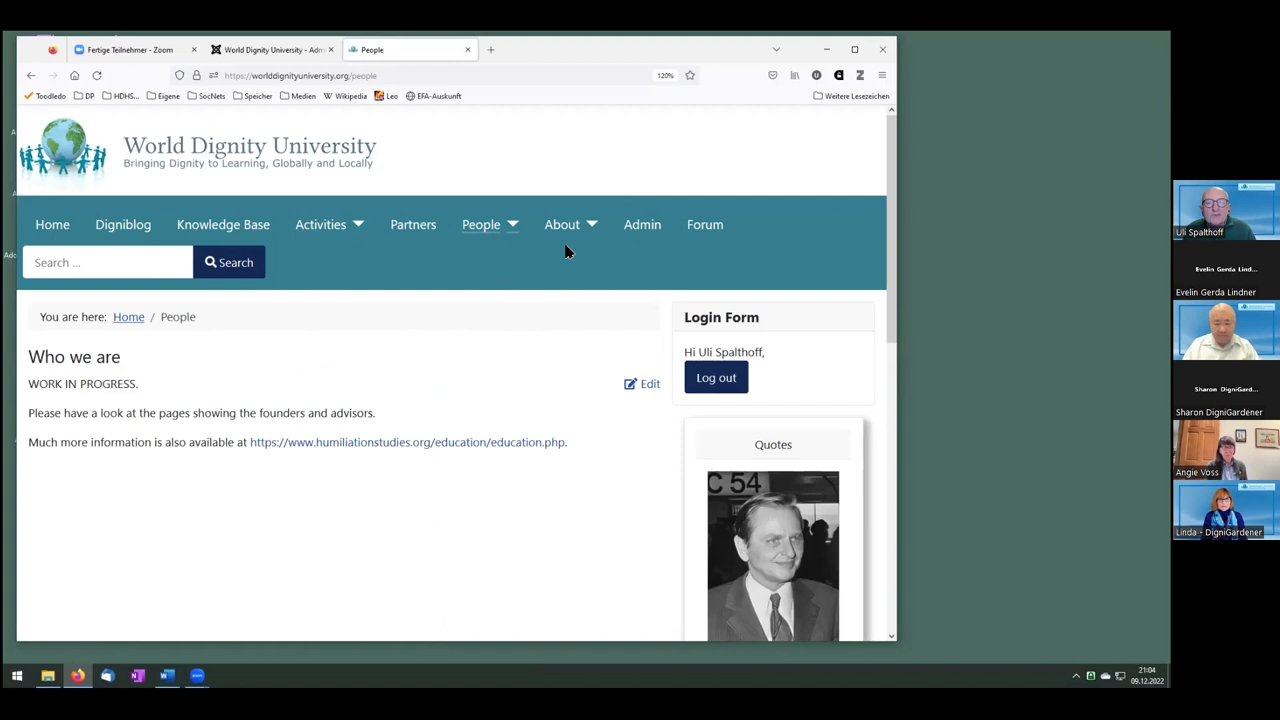 Fertige Teilnehmer - Zoom
World Dignity University - Adm
People
https://worlddignityuniversity.org/people
120%
Toodledo
DP
HDHS...
Eigene
SocNets
Speicher
Medien
Wikipedia
Leo
EFA-Auskunft
Weitere Lesezeichen
World Dignity University
Bringing Dignity to Learning, Globally and Locally
Home Digniblog Knowledge Base Activities Partners People About Admin Forum
Search ...
Search
You are here: Home / People
Login Form
Who we are
Hi Uli Spalthoff,
WORK IN PROGRESS.
Edit
Log out
Please have a look at the pages showing the founders and advisors.
Much more information is also available at https://www.humiliationstudies.org/education/education.php.
Quotes
C 54
Uli Spalthoff
Evelin Gerda Lind...
Evelin Gerda Lindner
Sharon DigniGard...
Sharon DigniGardener
Angie Voss
Linda - DigniGardener
21:04
09.12.2022